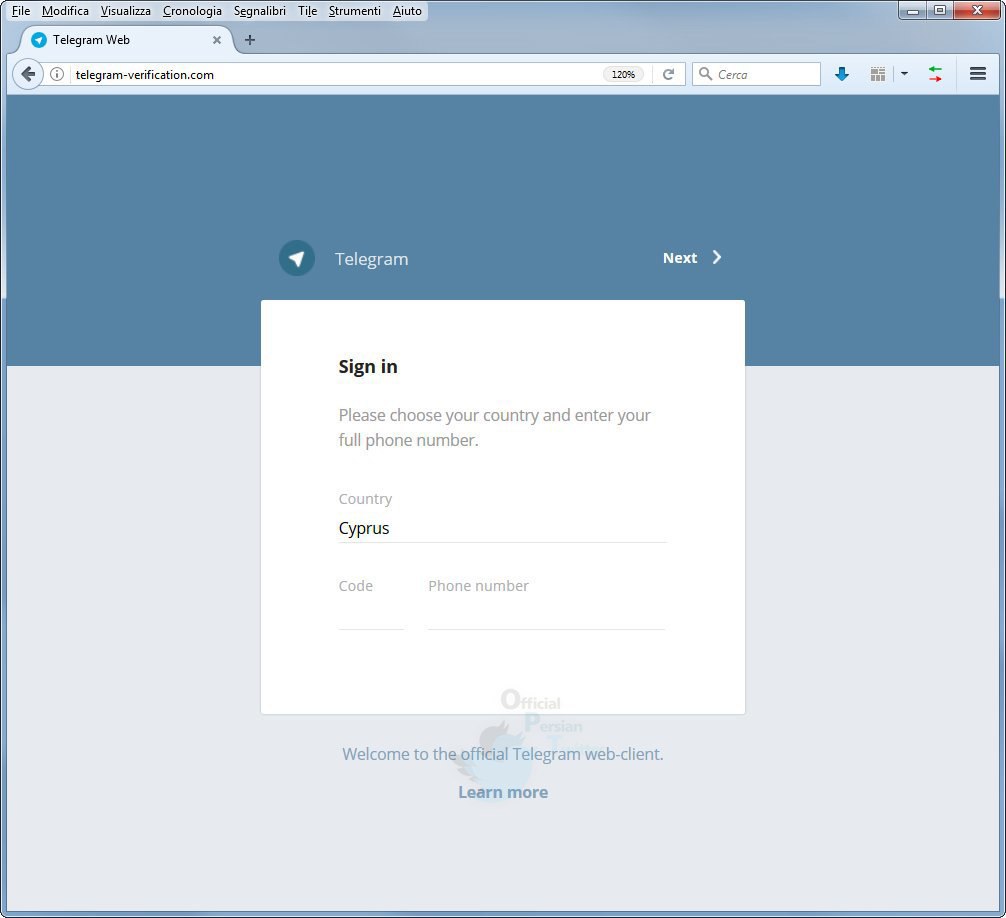 File Modifica Visualizza Cronologia Segnalibri Tile Strumenti Aiuto
Telegram Web
telegram-verification.com 120% Cerca
Telegram Next
Sign in
Please choose your country and enter your
full phone number.
Country
Cyprus
Code Phone number
Official
Persian
Welcome to the official Telegram web-client.
Learn more